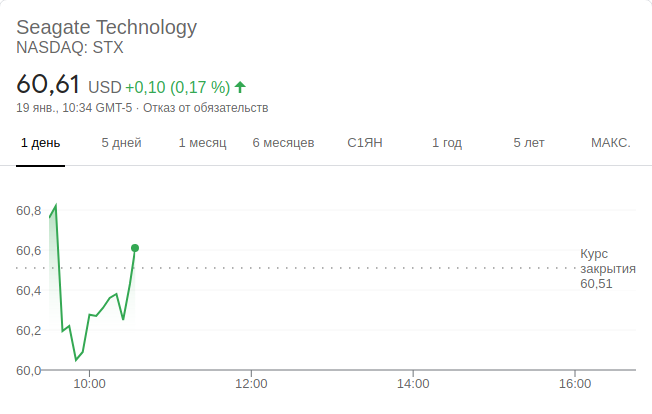 Seagate Technology
NASDAQ: STX
60,61 USD +0,10 (0,17 %)
19 янв., 10:34 GMT-5 · Отказ от обязательств
1 день 5 дней 1 месяц 6 месяцев С1ЯН 1 год 5 лет МАКС.
60,8
60,6
60,4
60,2
60,0
Курс
закрытия
60,51
10:00 12:00 14:00 16:00